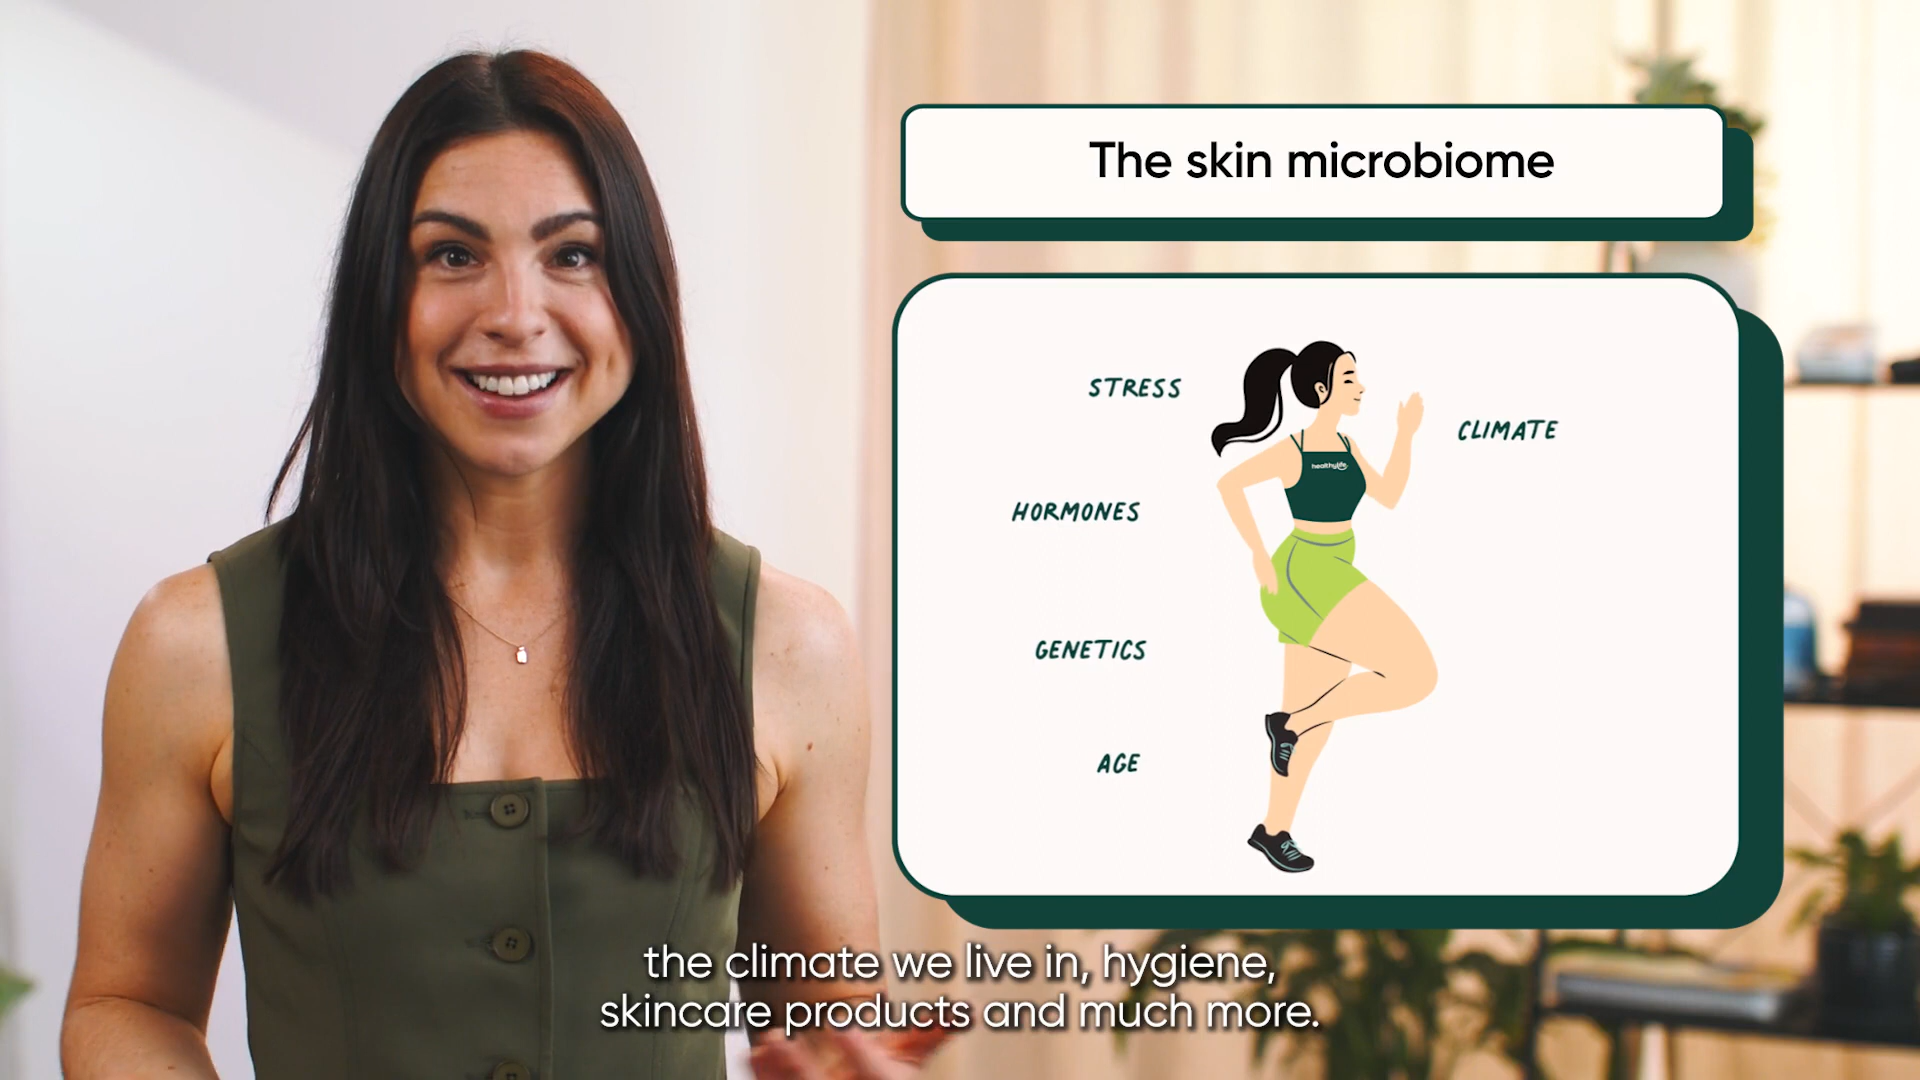 The skin microbiome
STRESS
CLIMATE
healthylife
HORMONES
GENETICS
AGE
the climate we live in, hygiene,
skincare products and much more.